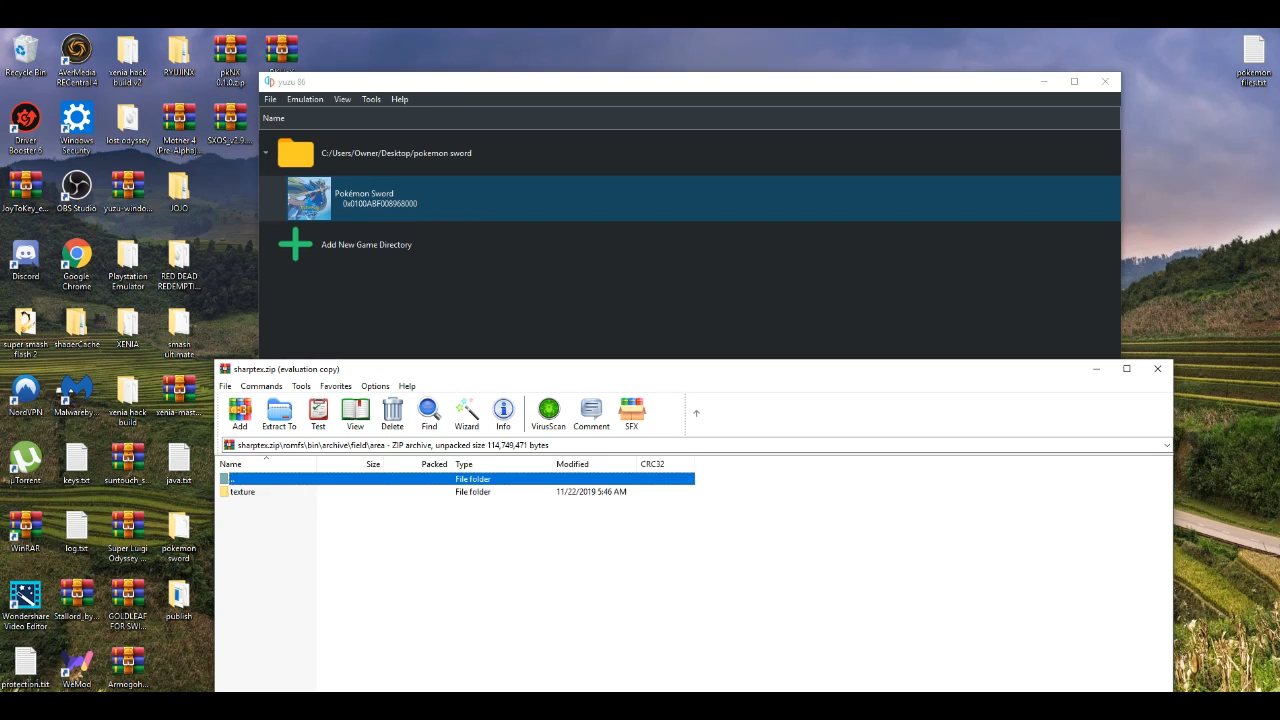 Recycle Bin
AVerMedia
RECentral 4
xenia hack
build.v2
RYUJINX
pkNX
0.1.0.zip
pokemon
files.txt
Driver
Booster 6
Windows
Security
lost odyssey
Mother 4
(Pre-Alpha)...
SXOS_v2.9....
JoyToKey_e...
OBS Studio
yuzu-windo...
JOJO
Discord
Google
Chrome
Playstation
Emulator
RED DEAD
REDEMPTI...
super smash
flash 2
shaderCache
XENIA
smash
ultimate
NordVPN
Malwareby...
xenia hack
build
xenia-mast...
µTorrent
keys.txt
suntouch_s...
java.txt
WinRAR
log.txt
Super Luigi
Odyssey ...
pokemon
sword
Wondershare
Video Editor
Stallord_by...
GOLDLEAF
FOR SWI...
publish
protection.txt
WeMod
Armogoh...
yuzu 86
File Emulation View Tools Help
Name
C:/Users/Owner/Desktop/pokemon sword
Pokémon Sword
0x0100ABF008968000
Add New Game Directory
sharptex.zip (evaluation copy)
File Commands Tools Favorites Options Help
Add Extract To Test View Delete Find Wizard Info VirusScan Comment SFX
sharptex.zip\romfs\bin\archive\field\area - ZIP archive, unpacked size 114,749,471 bytes
Name Size Packed Type Modified CRC32
.. File folder
texture File folder 11/22/2019 5:46 AM